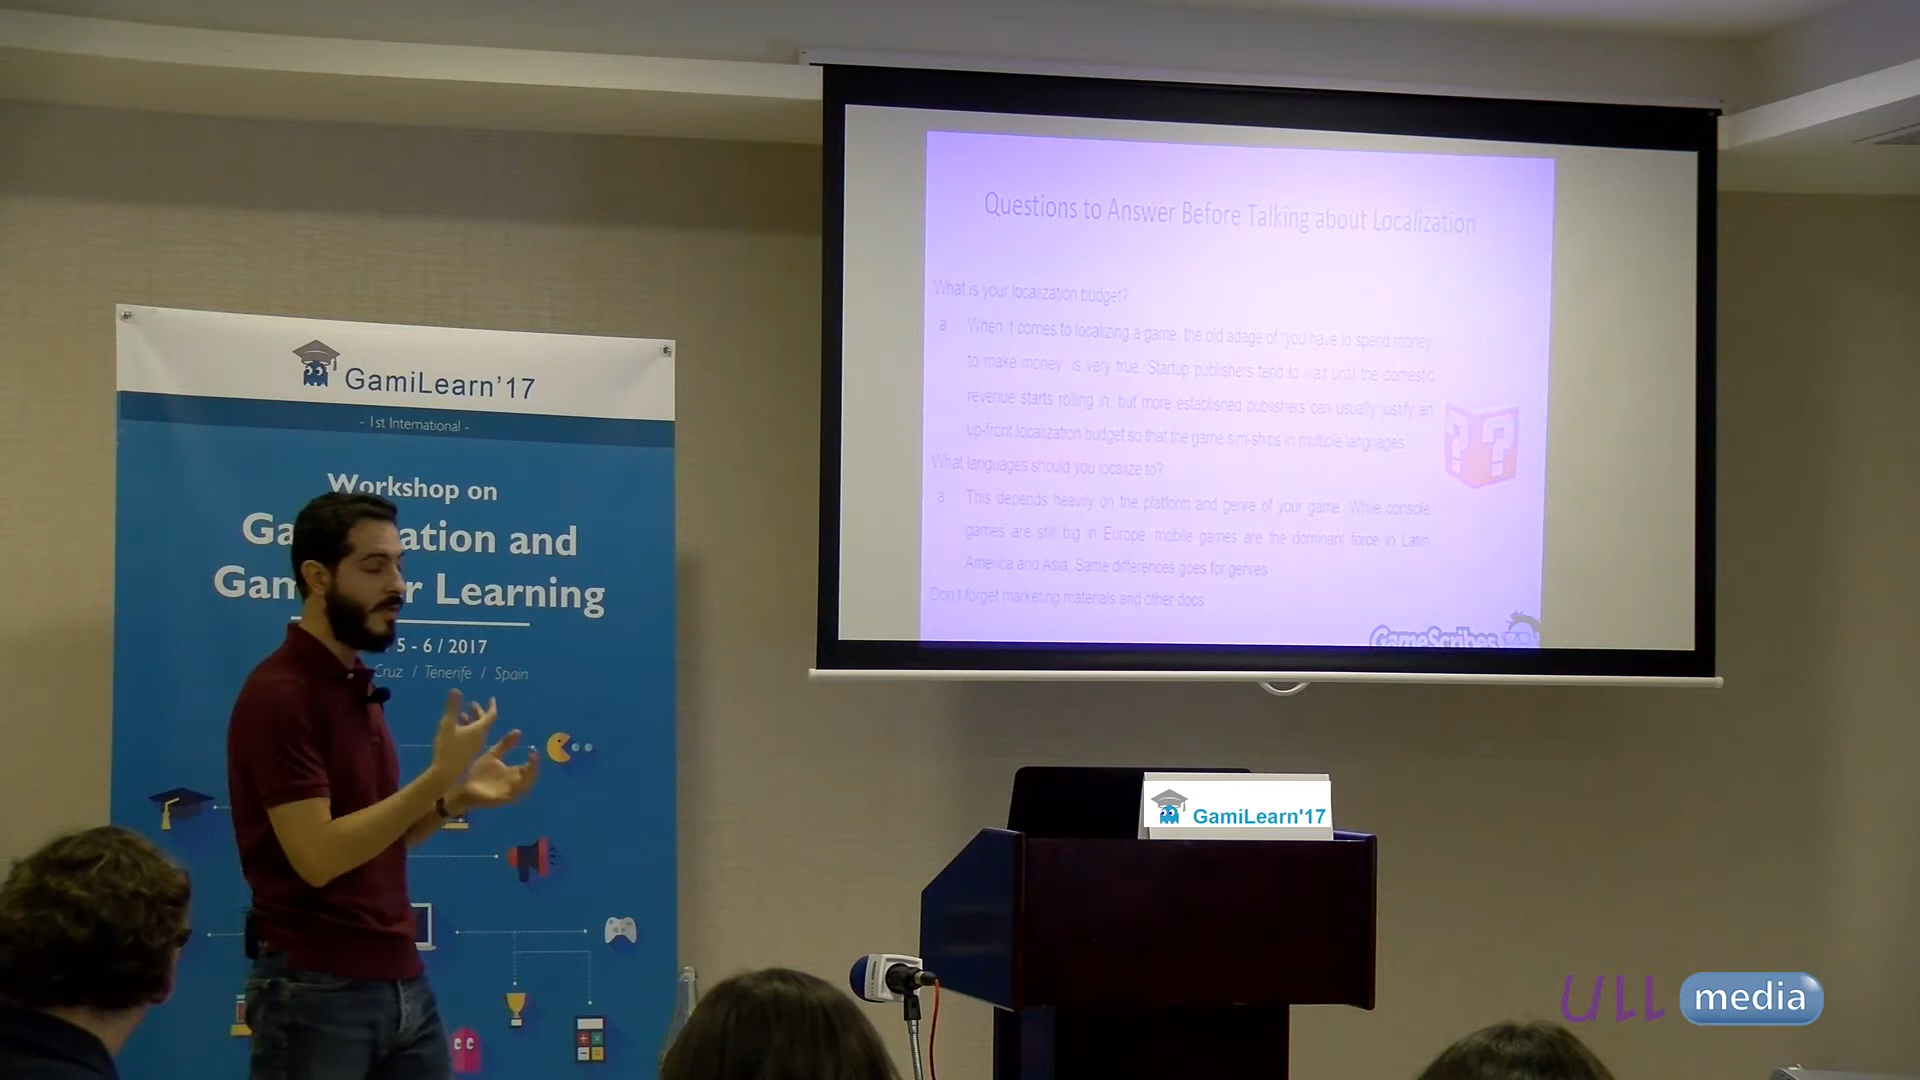 GamiLearn'17
- 1st International -
Workshop on
Ga ation and
Gam r Learning
5 - 6 / 2017
Cruz / Tenerife / Spain
Questions to Answer Before Talking about Localization
What is your localization budget?
a. When it comes to localizing a game, the old adage of "you have to spend money
to make money" is very true. Startup publishers tend to wait until the domestic
revenue starts rolling in, but more established publishers can usually justify an
up-front localization budget so that the game sim-ships in multiple languages.
What languages should you localize to?
a. This depends heavily on the platform and genre of your game. While console
games are still big in Europe, mobile games are the dominant force in Latin
America and Asia. Same differences goes for genres
Don't forget marketing materials and other docs
GameScribes
GamiLearn'17
ULL media